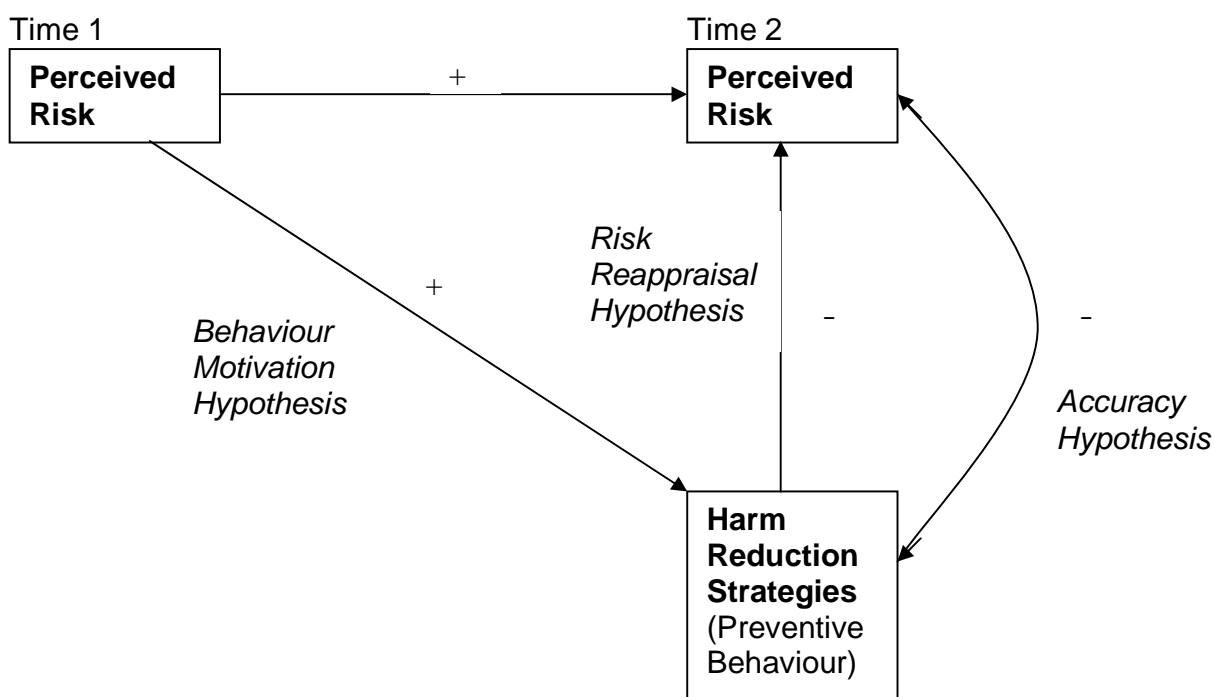 Time 1
Time 2
Perceived
Risk
+
Perceived
Risk
Risk
Reappraisal
Hypothesis
+
-
-
Behaviour
Motivation
Hypothesis
Accuracy
Hypothesis
Harm
Reduction
Strategies
(Preventive
Behaviour)